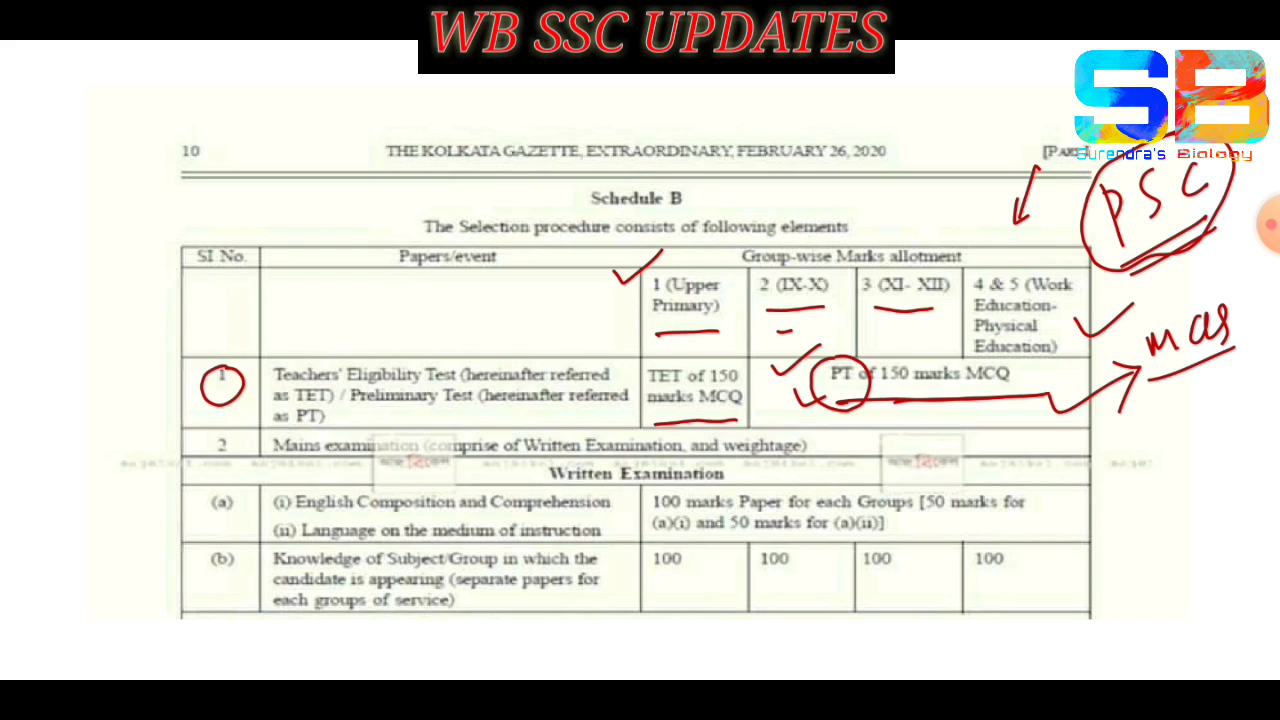 WB SSC UPDATES
SB
Surendra's Biology
10 THE KOLKATA GAZETTE, EXTRAORDINARY, FEBRUARY 26, 2020 [PART I
PSC
Schedule B
The Selection procedure consists of following elements
SI No. Papers/event Group-wise Marks allotment
1 (Upper Primary) 2 (IX-X) 3 (XI- XII) 4 & 5 (Work Education-Physical Education)
1 Teachers' Eligibility Test (hereinafter referred
as TET) / Preliminary Test (hereinafter referred
as PT)
TET of 150
marks MCQ
PT of 150 marks MCQ
2 Mains examination (comprise of Written Examination, and weightage)
Written Examination
(a) (i) English Composition and Comprehension
(ii) Language on the medium of instruction
100 marks Paper for each Groups [50 marks for
(a)(i) and 50 marks for (a)(ii)]
(b) Knowledge of Subject/Group in which the
candidate is appearing (separate papers for
each groups of service)
100 100 100 100